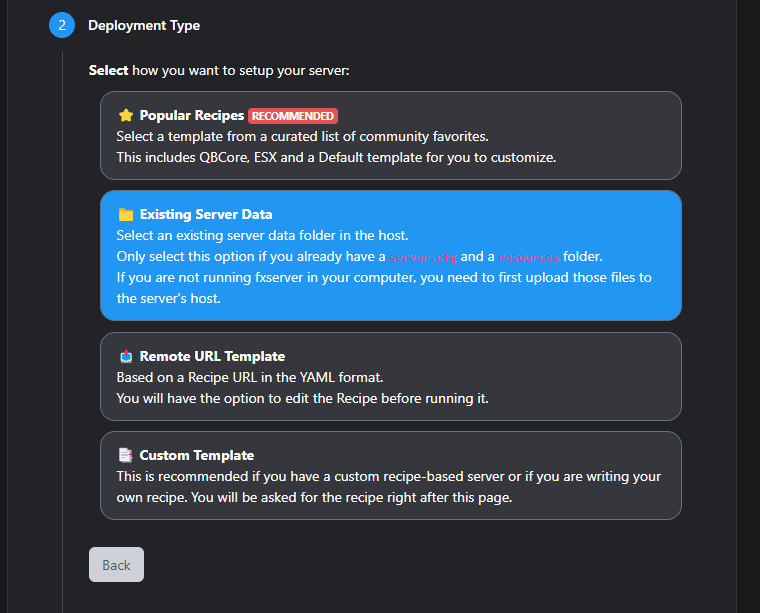 2 Deployment Type
Select how you want to setup your server:
Popular Recipes RECOMMENDED
Select a template from a curated list of community favorites.
This includes QBCore, ESX and a Default template for you to customize.
Existing Server Data
Select an existing server data folder in the host.
Only select this option if you already have a server.cfg and a resources folder.
If you are not running fxserver in your computer, you need to first upload those files to
the server's host.
Remote URL Template
Based on a Recipe URL in the YAML format.
You will have the option to edit the Recipe before running it.
Custom Template
This is recommended if you have a custom recipe-based server or if you are writing your
own recipe. You will be asked for the recipe right after this page.
Back